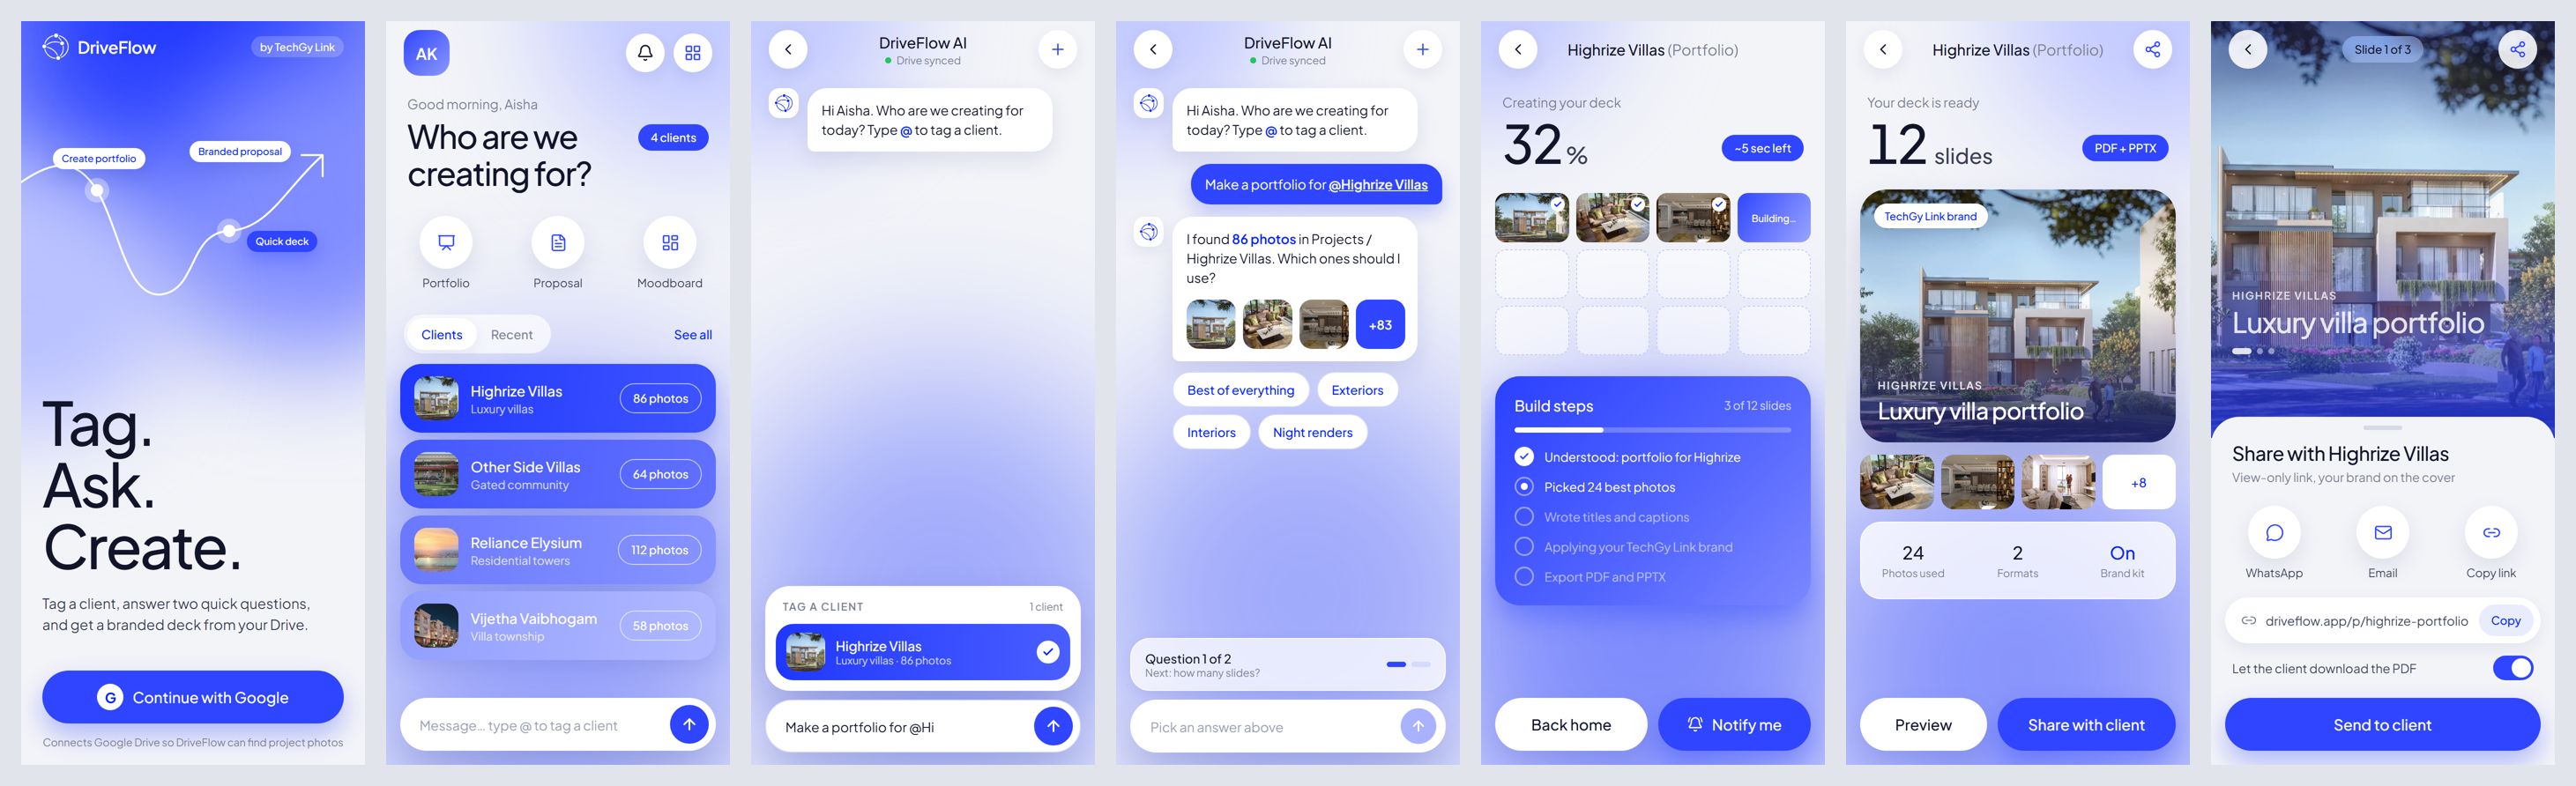 DriveFlow
by TechGy Link
Create portfolio
Branded proposal
Quick deck
Tag.
Ask.
Create.
Tag a client, answer two quick questions,
and get a branded deck from your Drive.
G Continue with Google
Connects Google Drive so DriveFlow can find project photos
AK
Good morning, Aisha
Who are we
creating for?
4 clients
Portfolio
Proposal
Moodboard
Clients
Recent
See all
Highrize Villas
Luxury villas
86 photos
Other Side Villas
Gated community
64 photos
Reliance Elysium
Residential towers
112 photos
Vijetha Vaibhogam
Villa township
58 photos
Message... type @ to tag a client
DriveFlow AI
Drive synced
Hi Aisha. Who are we creating for
today? Type @ to tag a client.
TAG A CLIENT
1 client
Highrize Villas
Luxury villas · 86 photos
Make a portfolio for @Hi
DriveFlow AI
Drive synced
Hi Aisha. Who are we creating for
today? Type @ to tag a client.
Make a portfolio for @Highrize Villas
I found 86 photos in Projects /
Highrize Villas. Which ones should I
use?
+83
Best of everything
Exteriors
Interiors
Night renders
Question 1 of 2
Next: how many slides?
Pick an answer above
Highrize Villas (Portfolio)
Creating your deck
32 %
~5 sec left
Building...
Build steps
3 of 12 slides
Understood: portfolio for Highrize
Picked 24 best photos
Wrote titles and captions
Applying your TechGy Link brand
Export PDF and PPTX
Back home
Notify me
Highrize Villas (Portfolio)
Your deck is ready
12 slides
PDF + PPTX
TechGy Link brand
HIGHRIZE VILLAS
Luxury villa portfolio
+8
24
Photos used
2
Formats
On
Brand kit
Preview
Share with client
Slide 1 of 3
HIGHRIZE VILLAS
Luxury villa portfolio
Share with Highrize Villas
View-only link, your brand on the cover
WhatsApp
Email
Copy link
driveflow.app/p/highrize-portfolio
Copy
Let the client download the PDF
Send to client